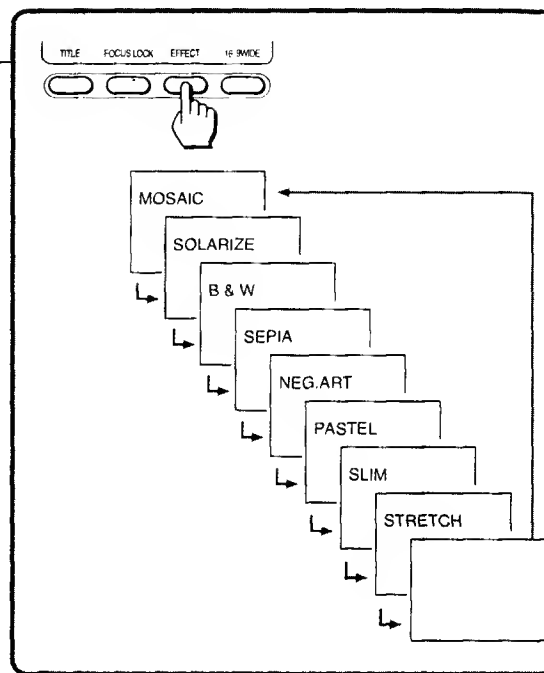 TITLE FOCUS LOCK EFFECT 16:9WIDE
MOSAIC
SOLARIZE
B & W
SEPIA
NEG.ART
PASTEL
SLIM
STRETCH